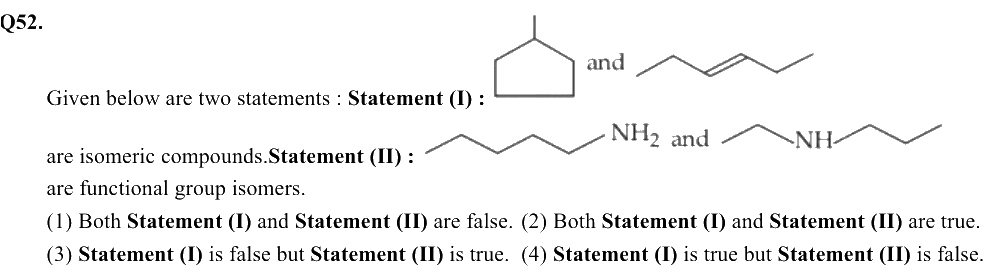 Q52.
and
Given below are two statements : Statement (I) :
NH2 and NH
are isomeric compounds.Statement (II) :
are functional group isomers.
(1) Both Statement (I) and Statement (II) are false. (2) Both Statement (I) and Statement (II) are true.
(3) Statement (I) is false but Statement (II) is true. (4) Statement (I) is true but Statement (II) is false.